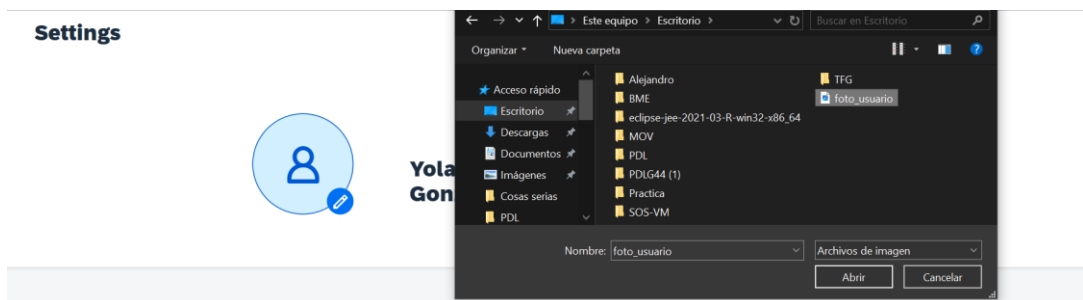 Settings
Yola
Gon
Este equipo > Escritorio >
Buscar en Escritorio
Organizar
Nueva carpeta
Acceso rápido
Escritorio
Descargas
Documentos
Imágenes
Cosas serias
PDL
Alejandro
BME
eclipse-jee-2021-03-R-win32-x86_64
MOV
PDL
PDLG44 (1)
Practica
SOS-VM
TFG
foto_usuario
Nombre: foto_usuario
Archivos de imagen
Abrir
Cancelar